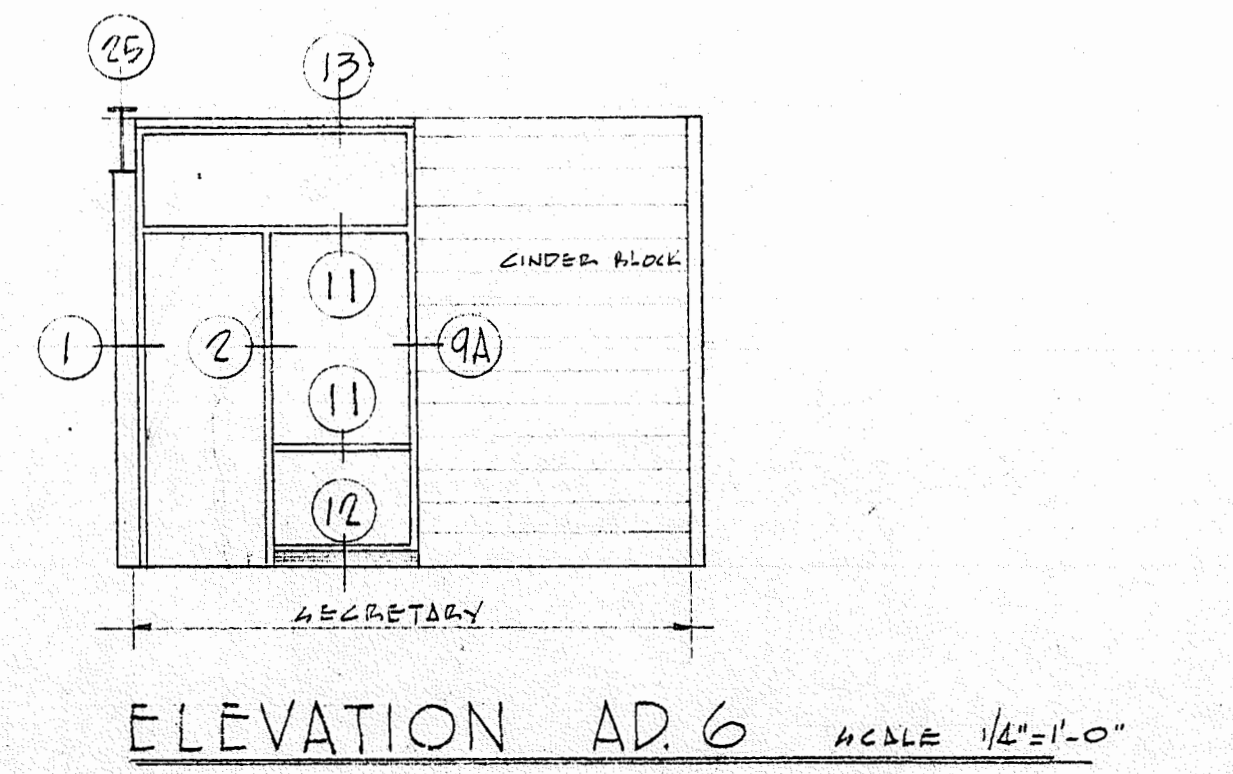 25
13
CINDER BLOCK
11
1
2
9A
11
12
SECRETARY
ELEVATION AD. 6 SCALE 1/4"=1'-0"